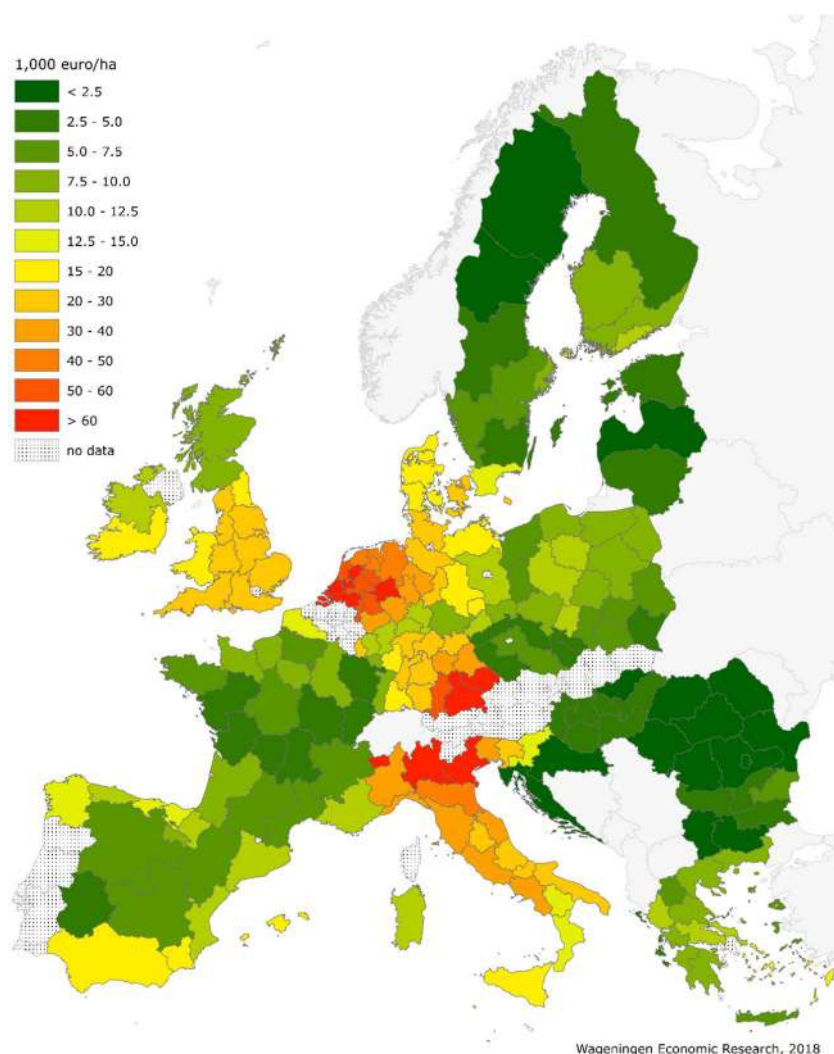 1,000 euro/ha
< 2.5
2.5 - 5.0
5.0 - 7.5
7.5 - 10.0
10.0 - 12.5
12.5 - 15.0
15 - 20
20 - 30
30 - 40
40 - 50
50 - 60
> 60
no data
Wageningen Economic Research, 2018